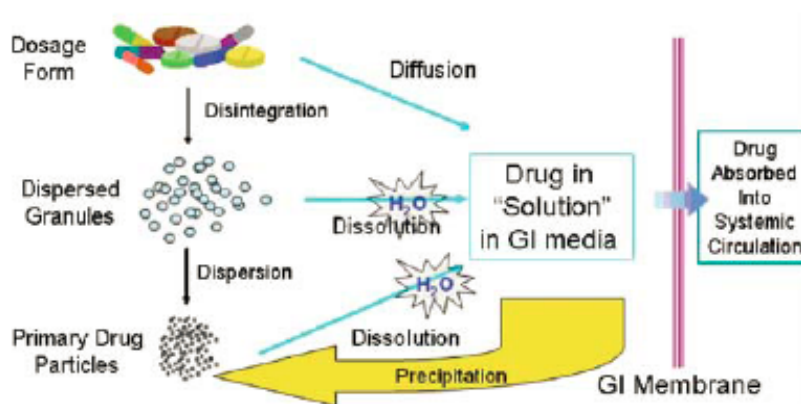 Dosage
Form
Diffusion
Disintegration
Dispersed
Granules
H₂O
Dissolution
Drug in
"Solution"
in GI media
Drug
Absorbed
Into
Systemic
Circulation
Dispersion
H₂O
Primary Drug
Particles
Dissolution
Precipitation
GI Membrane